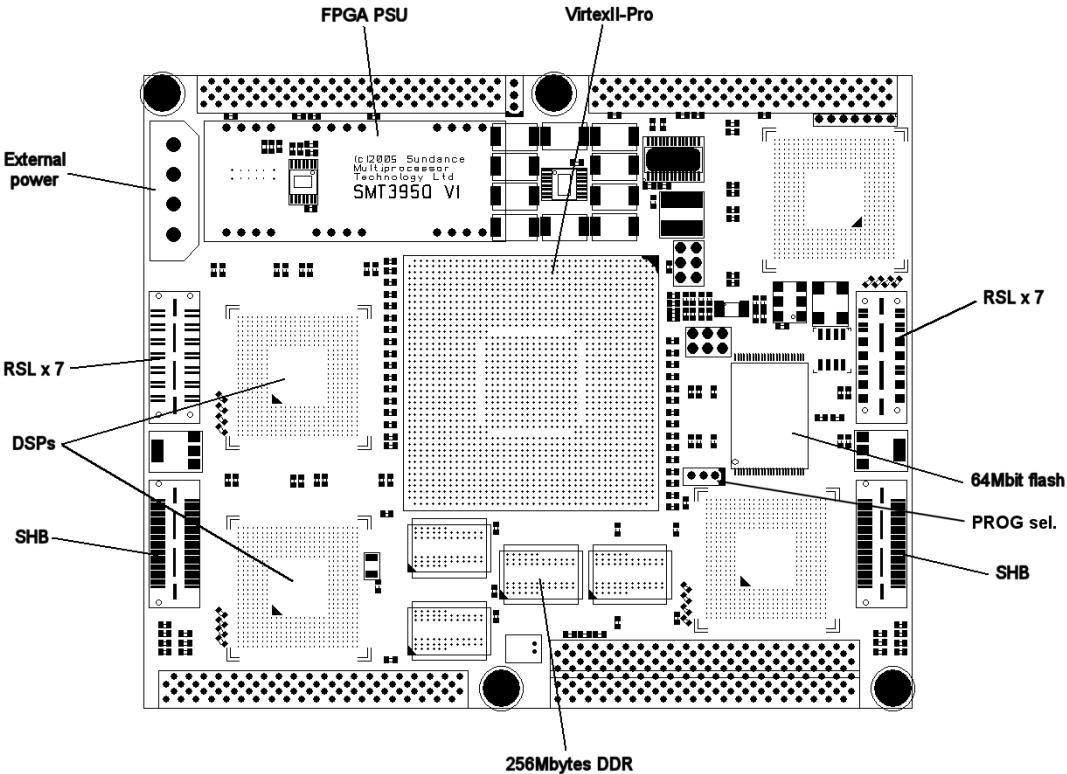 FPGA PSU
VirtexII-Pro
External
power
(c)2005 Sundance
Multiprocessor
Technology Ltd
SMT395Q V1
RSL x 7
RSL x 7
DSPs
64Mbit flash
PROG sel.
SHB
SHB
256Mbytes DDR